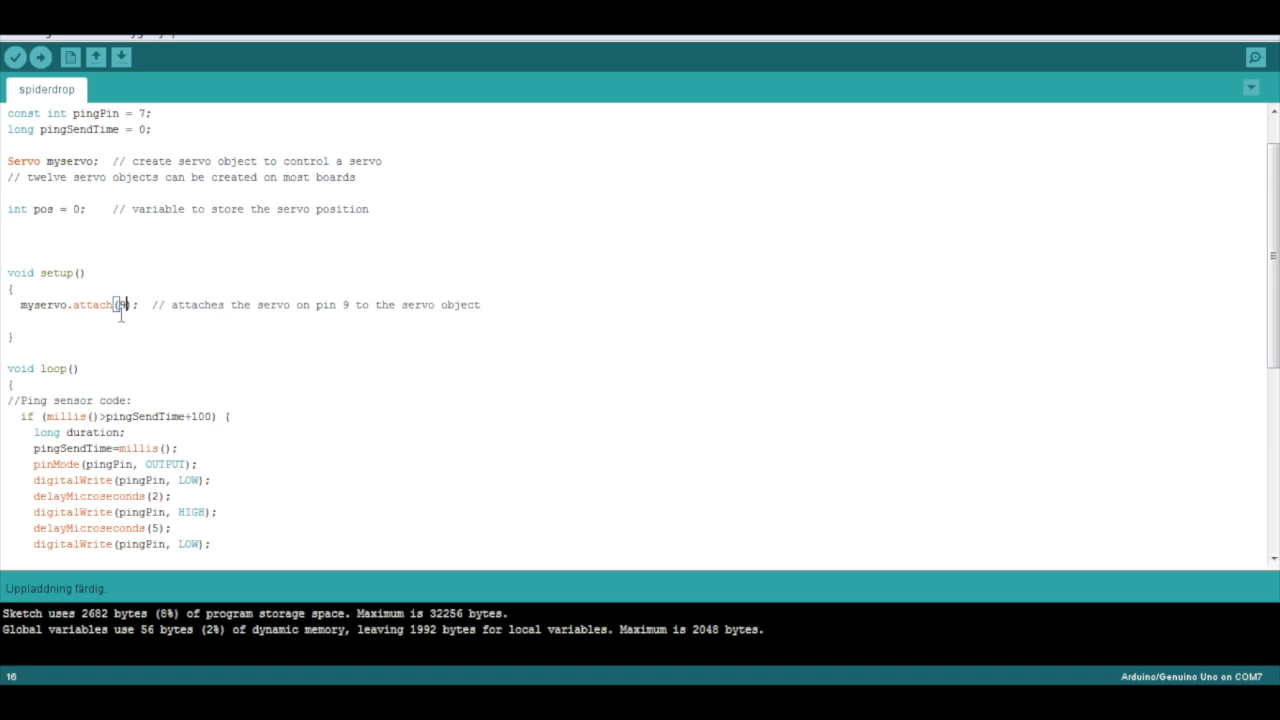 spiderdrop
const int pingPin = 7;
long pingSendTime = 0;
Servo myservo;  // create servo object to control a servo
// twelve servo objects can be created on most boards
int pos = 0;    // variable to store the servo position
void setup()
{
  myservo.attach(9);  // attaches the servo on pin 9 to the servo object
}
void loop()
{
//Ping sensor code:
  if (millis()>pingSendTime+100) {
    long duration;
    pingSendTime=millis();
    pinMode(pingPin, OUTPUT);
    digitalWrite(pingPin, LOW);
    delayMicroseconds(2);
    digitalWrite(pingPin, HIGH);
    delayMicroseconds(5);
    digitalWrite(pingPin, LOW);
Uppladdning färdig.
Sketch uses 2682 bytes (8%) of program storage space. Maximum is 32256 bytes.
Global variables use 56 bytes (2%) of dynamic memory, leaving 1992 bytes for local variables. Maximum is 2048 bytes.
16
Arduino/Genuino Uno on COM7